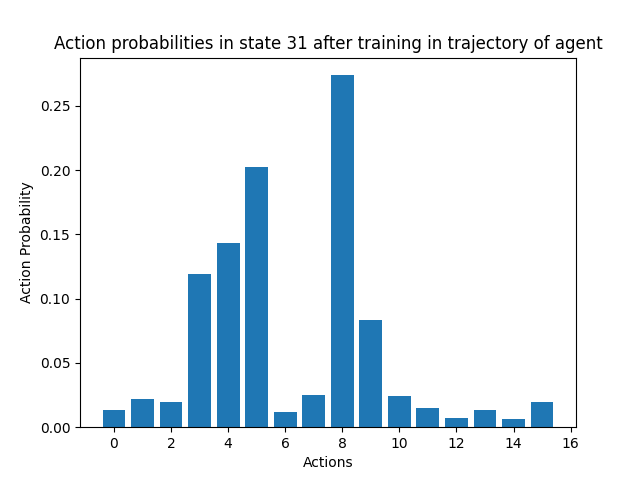 Action probabilities in state 31 after training in trajectory of agent
Action Probability
0.25
0.20
0.15
0.10
0.05
0.00
0 2 4 6 8 10 12 14 16
Actions